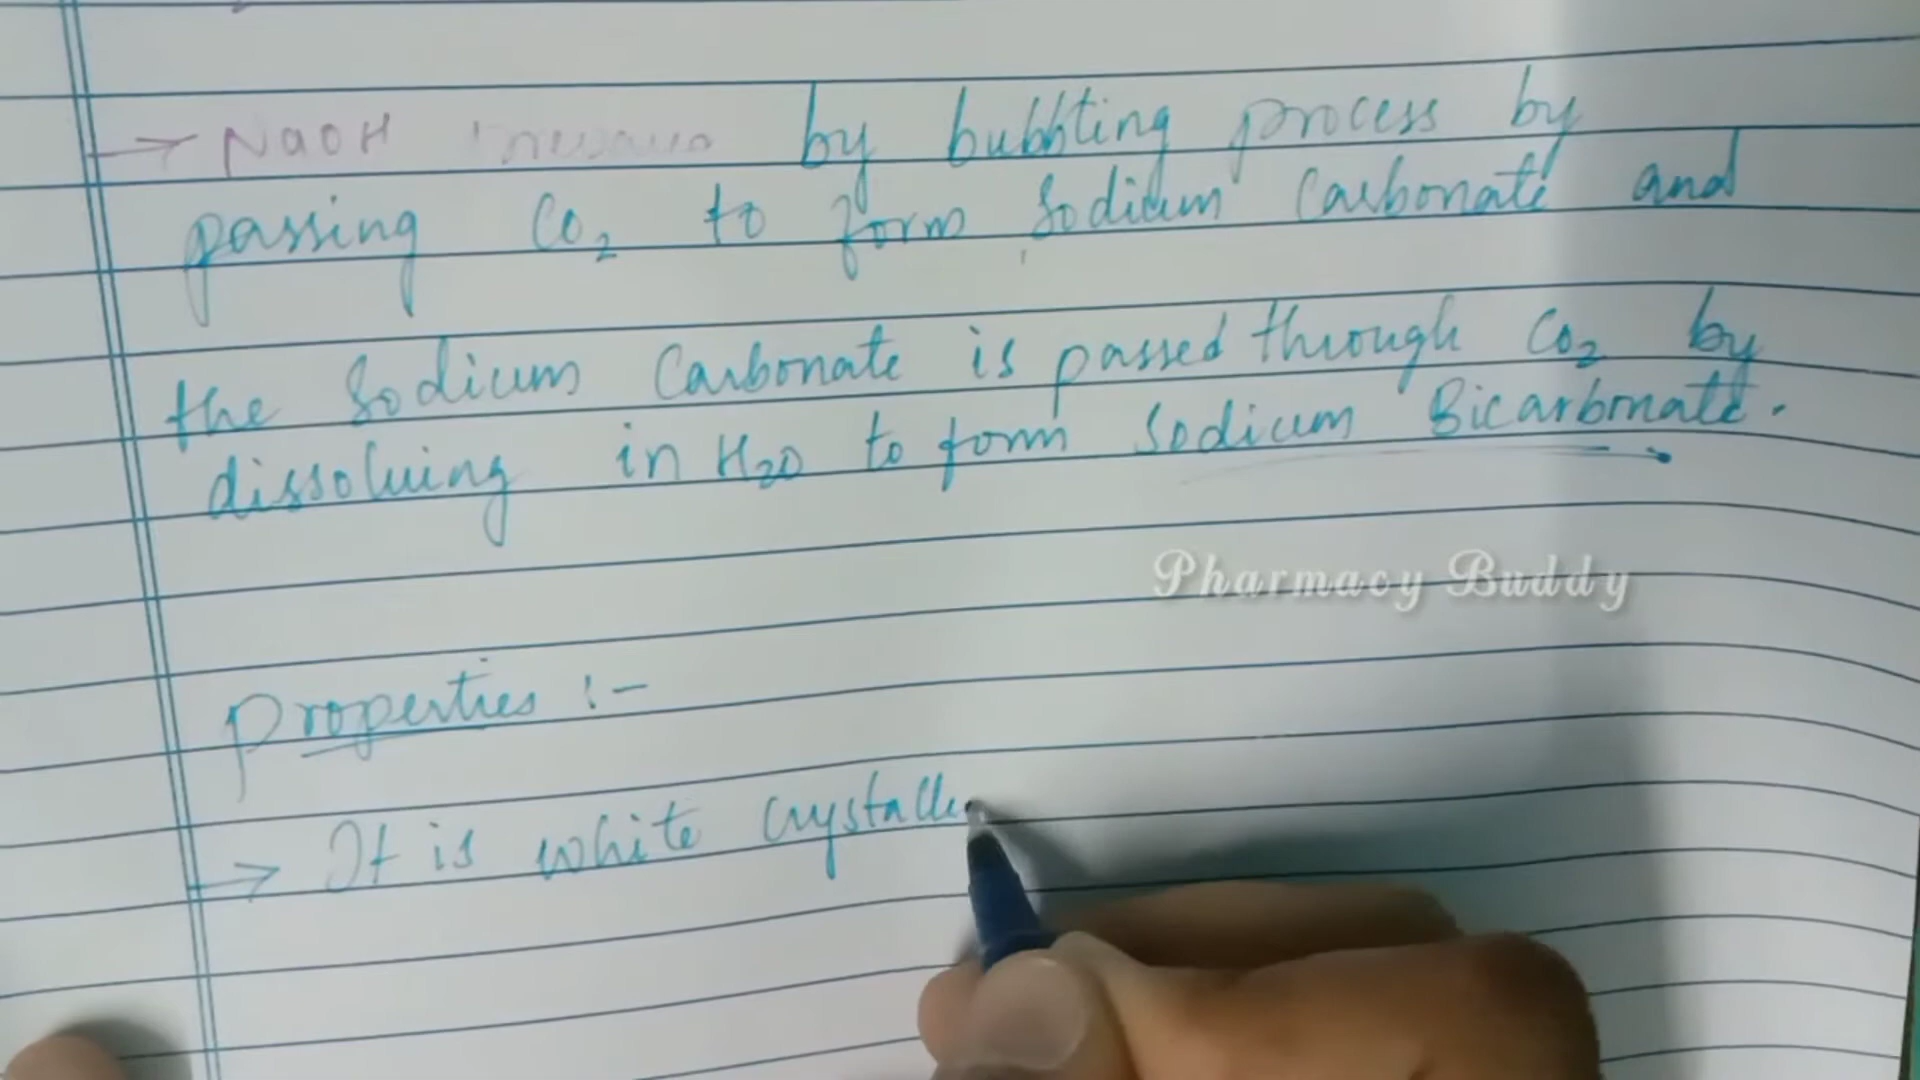 → NaOH by bubbling process by
passing CO₂ to form Sodium Carbonate and
the Sodium Carbonate is passed through CO₂ by
dissolving in H₂O to form Sodium Bicarbonate.
Pharmacy Buddy
Properties :-
→ It is white crystalle